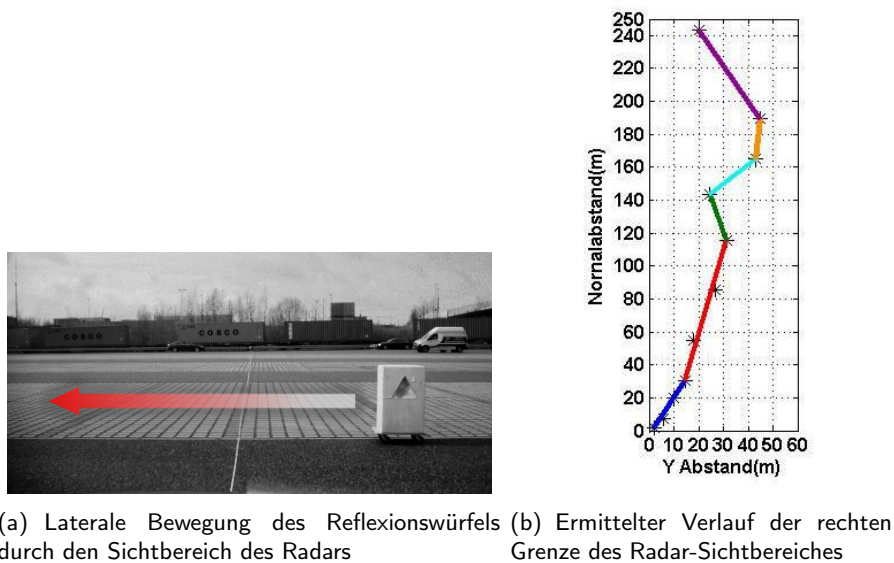 COSCO
COSCO
250
240
220
200
180
160
140
120
100
80
60
40
20
0
0 10 20 30 40 50 60
Nornalabstand(m)
Y Abstand(m)
(a) Laterale Bewegung des Reflexionswürfels
durch den Sichtbereich des Radars
(b) Ermittelter Verlauf der rechten
Grenze des Radar-Sichtbereiches